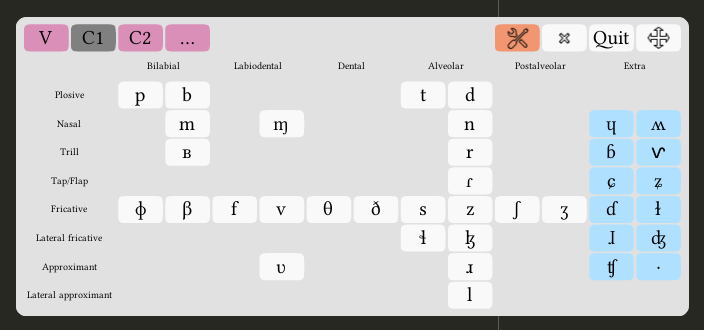 V C1 C2 ... Quit
Bilabial Labiodental Dental Alveolar Postalveolar Extra
Plosive p b t d
Nasal m ɱ n ɥ ʍ
Trill ʙ r ɓ ⱱ
Tap/Flap ɾ ɕ ʑ
Fricative ɸ β f v θ ð s z ʃ ʒ ɗ ɫ
Lateral fricative ɬ ɮ ɺ ʤ
Approximant ʋ ɹ ʧ ·
Lateral approximant l